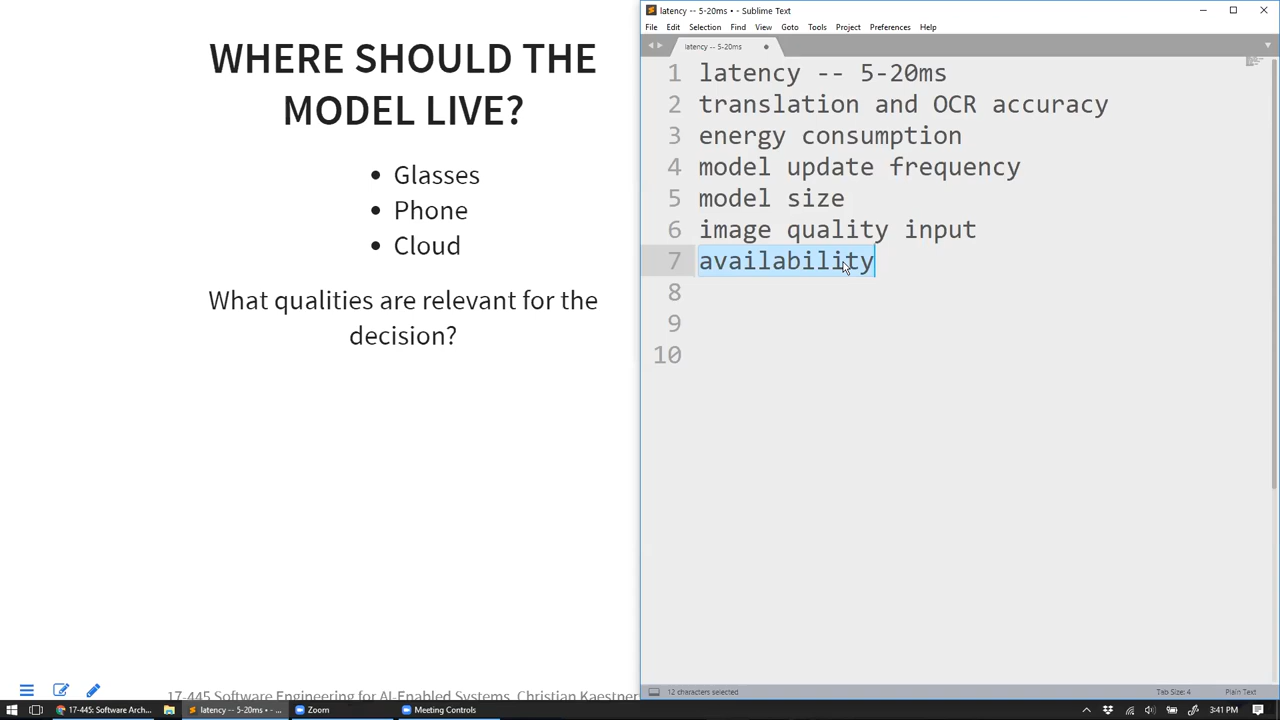 WHERE SHOULD THE
MODEL LIVE?
Glasses
Phone
Cloud
What qualities are relevant for the
decision?
17-445 Software Engineering for AI-Enabled Systems, Christian Kaestner
latency -- 5-20ms • - Sublime Text
File Edit Selection Find View Goto Tools Project Preferences Help
latency -- 5-20ms
1 latency -- 5-20ms
2 translation and OCR accuracy
3 energy consumption
4 model update frequency
5 model size
6 image quality input
7 availability
8
9
10
12 characters selected
Tab Size: 4
Plain Text
17-445: Software Arch...
latency -- 5-20ms • - ...
Zoom
Meeting Controls
3:41 PM